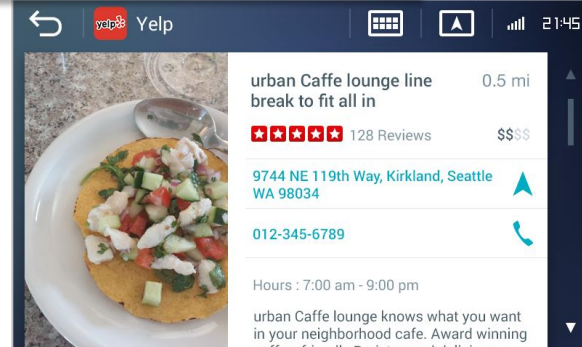 yelp Yelp 21:45
urban Caffe lounge line 0.5 mi
break to fit all in
128 Reviews $$$$
9744 NE 119th Way, Kirkland, Seattle
WA 98034
012-345-6789
Hours : 7:00 am - 9:00 pm
urban Caffe lounge knows what you want
in your neighborhood cafe. Award winning